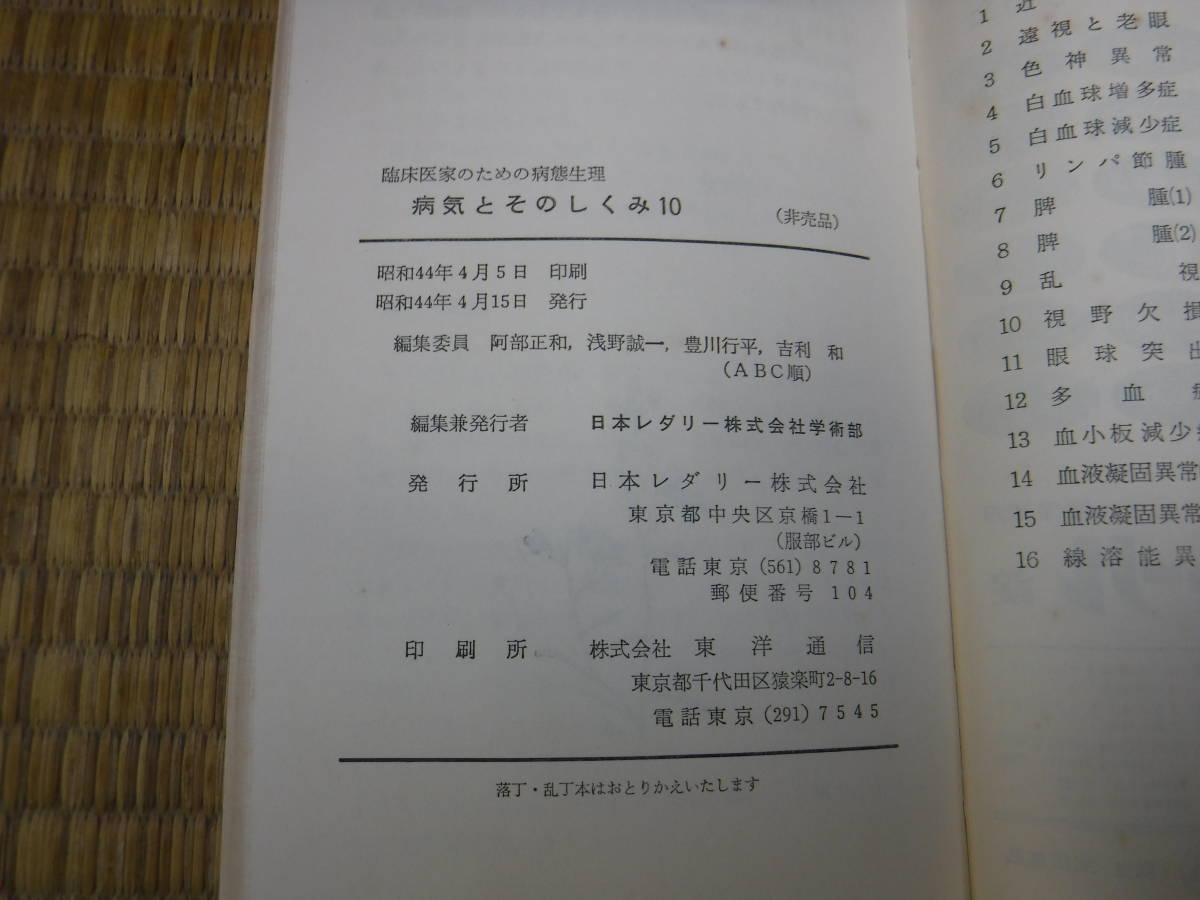 臨床医家のための病態生理
病気とそのしくみ10 (非売品)
昭和44年4月5日 印刷
昭和44年4月15日 発行
編集委員 阿部正和, 浅野誠一, 豊川行平, 吉利 和
(ABC順)
編集兼発行者 日本レダリー株式会社学術部
発行所 日本レダリー株式会社
東京都中央区京橋1―1
(服部ビル)
電話東京(561)8781
郵便番号 104
印刷所 株式会社 東洋通信
東京都千代田区猿楽町2-8-16
電話東京(291)7545
落丁・乱丁本はおとりかえいたします
1 近
2 遠視と老眼
3 色神異常
4 白血球増多症
5 白血球減少症
6 リンパ節腫
7 脾腫(1)
8 脾腫(2)
9 乱視
10 視野欠損
11 眼球突出
12 多血
13 血小板減少
14 血液凝固異常
15 血液凝固異常
16 線溶能異